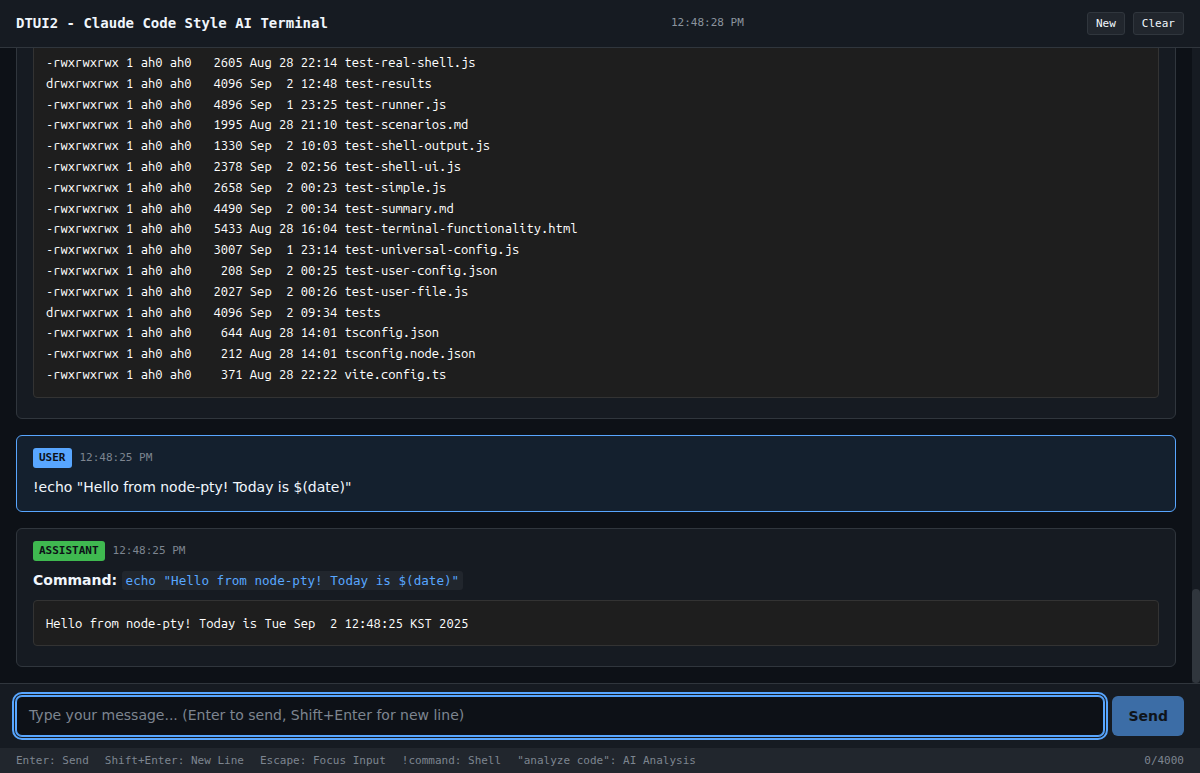 DTUI2 - Claude Code Style AI Terminal
12:48:28 PM
New
Clear
-rwxrwxrwx 1 ah0 ah0   2605 Aug 28 22:14 test-real-shell.js
drwxrwxrwx 1 ah0 ah0   4096 Sep  2 12:48 test-results
-rwxrwxrwx 1 ah0 ah0   4896 Sep  1 23:25 test-runner.js
-rwxrwxrwx 1 ah0 ah0   1995 Aug 28 21:10 test-scenarios.md
-rwxrwxrwx 1 ah0 ah0   1330 Sep  2 10:03 test-shell-output.js
-rwxrwxrwx 1 ah0 ah0   2378 Sep  2 02:56 test-shell-ui.js
-rwxrwxrwx 1 ah0 ah0   2658 Sep  2 00:23 test-simple.js
-rwxrwxrwx 1 ah0 ah0   4490 Sep  2 00:34 test-summary.md
-rwxrwxrwx 1 ah0 ah0   5433 Aug 28 16:04 test-terminal-functionality.html
-rwxrwxrwx 1 ah0 ah0   3007 Sep  1 23:14 test-universal-config.js
-rwxrwxrwx 1 ah0 ah0    208 Sep  2 00:25 test-user-config.json
-rwxrwxrwx 1 ah0 ah0   2027 Sep  2 00:26 test-user-file.js
drwxrwxrwx 1 ah0 ah0   4096 Sep  2 09:34 tests
-rwxrwxrwx 1 ah0 ah0    644 Aug 28 14:01 tsconfig.json
-rwxrwxrwx 1 ah0 ah0    212 Aug 28 14:01 tsconfig.node.json
-rwxrwxrwx 1 ah0 ah0    371 Aug 28 22:22 vite.config.ts
USER 12:48:25 PM
!echo "Hello from node-pty! Today is $(date)"
ASSISTANT 12:48:25 PM
Command: echo "Hello from node-pty! Today is $(date)"
Hello from node-pty! Today is Tue Sep  2 12:48:25 KST 2025
Type your message... (Enter to send, Shift+Enter for new line)
Send
Enter: Send  Shift+Enter: New Line  Escape: Focus Input  !command: Shell  "analyze code": AI Analysis
0/4000